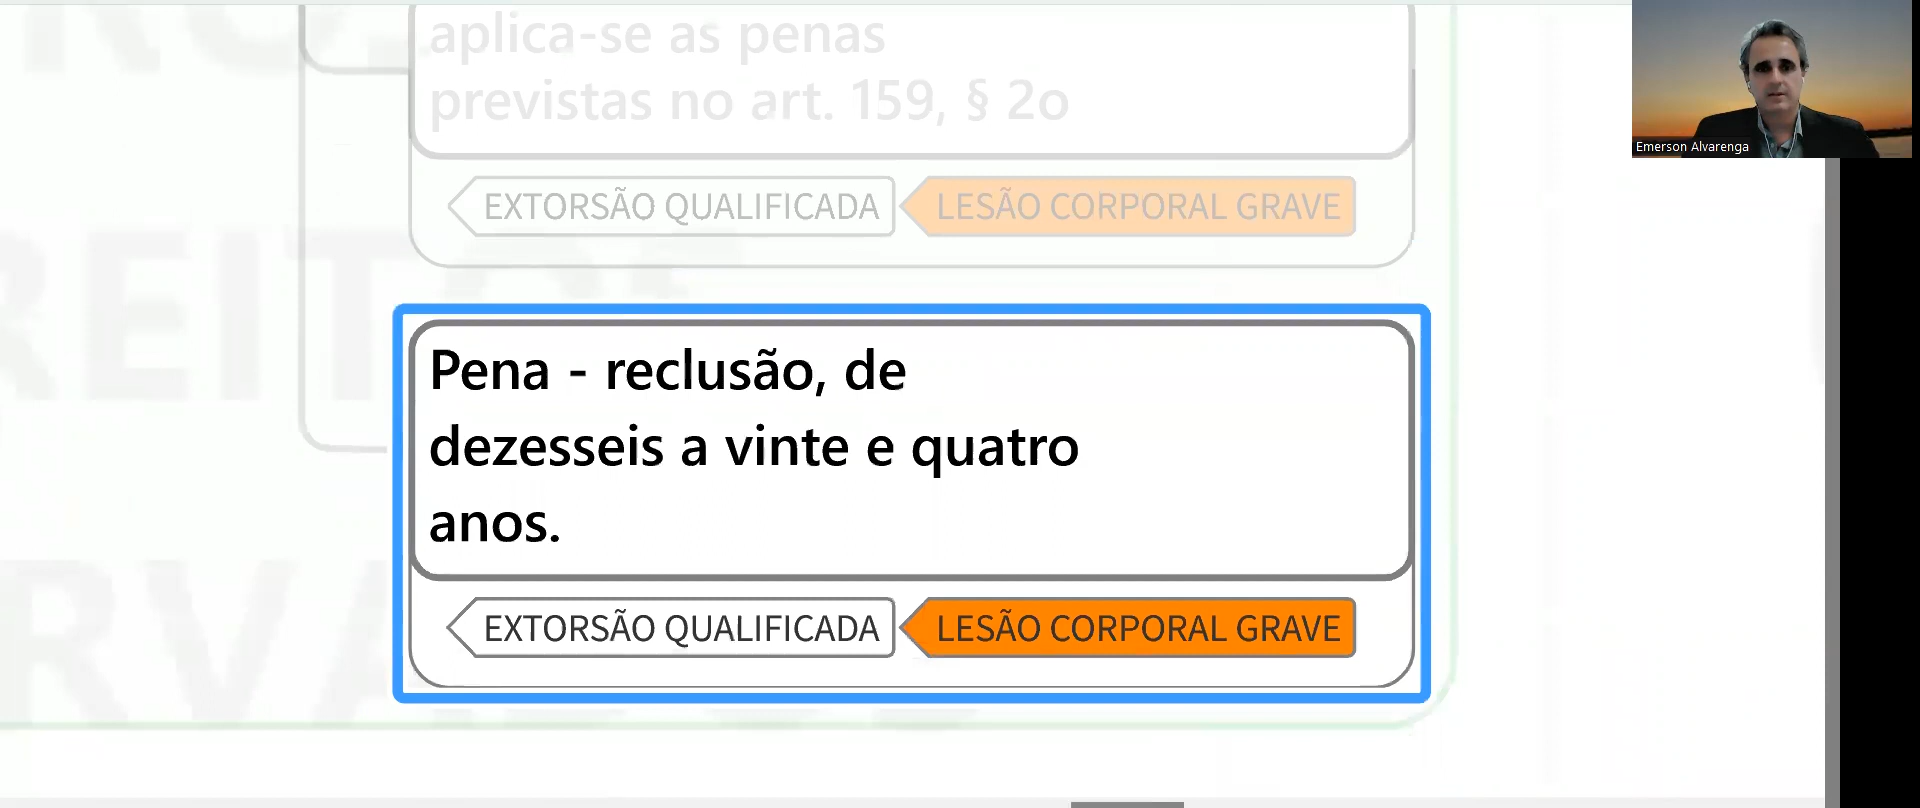 aplica-se as penas
previstas no art. 159, § 2o
EXTORSÃO QUALIFICADA LESÃO CORPORAL GRAVE
Pena - reclusão, de
dezesseis a vinte e quatro
anos.
EXTORSÃO QUALIFICADA LESÃO CORPORAL GRAVE
Emerson Alvarenga